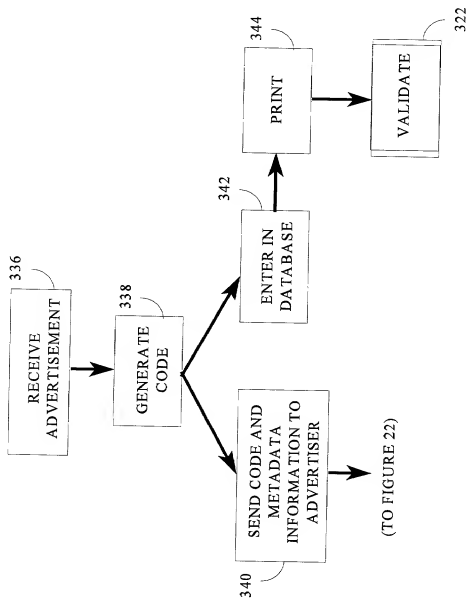 336
RECEIVE
ADVERTISEMENT
338
GENERATE
CODE
340
SEND CODE AND
METADATA
INFORMATION TO
ADVERTISER
(TO FIGURE 22)
342
ENTER IN
DATABASE
344
PRINT
VALIDATE
322